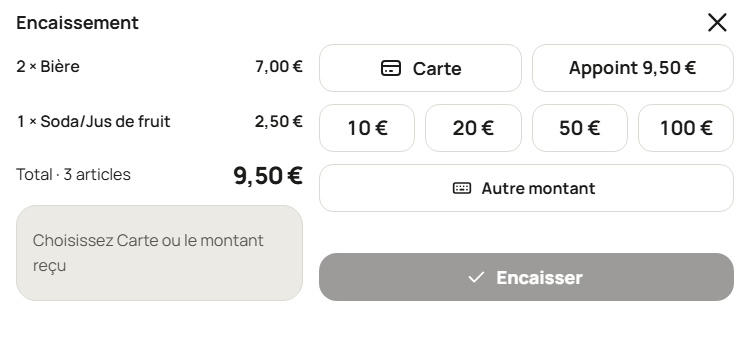 Encaissement
2 × Bière 7,00 €
1 × Soda/Jus de fruit 2,50 €
Total · 3 articles 9,50 €
Choisissez Carte ou le montant
reçu
Carte
Appoint 9,50 €
10 €
20 €
50 €
100 €
Autre montant
Encaisser